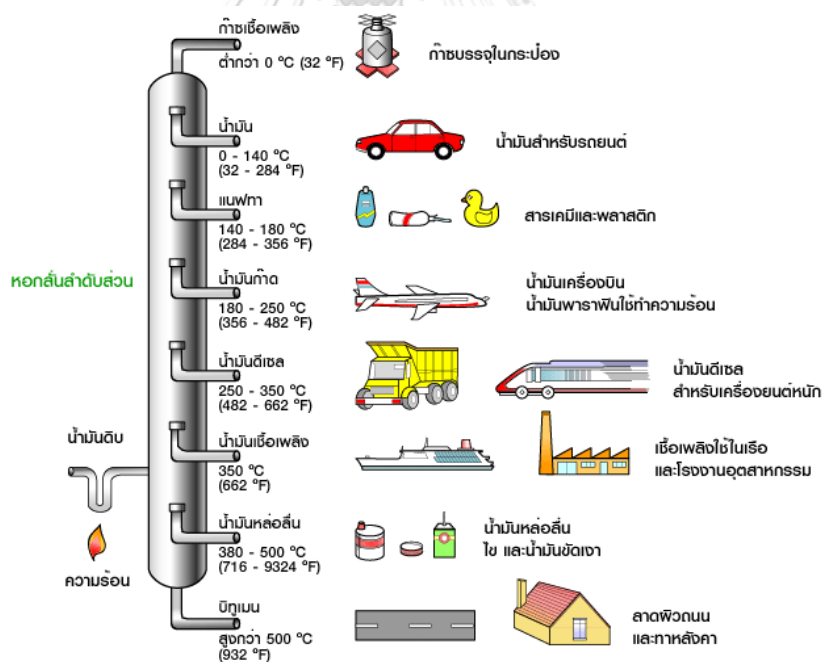 ก๊าซเชื้อเพลิง
ต่ำกว่า 0 °C (32 °F)
ก๊าซบรรจุในกระป๋อง
น้ำมัน
0 - 140 °C
(32 - 284 °F)
น้ำมันสำหรับรถยนต์
แนฟทา
140 - 180 °C
(284 - 356 °F)
สารเคมีและพลาสติก
หอกลั่นลำดับส่วน
น้ำมันก๊าด
180 - 250 °C
(356 - 482 °F)
น้ำมันเครื่องบิน
น้ำมันพาราฟินใช้ทำความร้อน
น้ำมันดีเซล
250 - 350 °C
(482 - 662 °F)
น้ำมันดีเซล
สำหรับเครื่องยนต์หนัก
น้ำมันดิบ
น้ำมันเชื้อเพลิง
350 °C
(662 °F)
เชื้อเพลิงใช้ในเรือ
และโรงงานอุตสาหกรรม
ความร้อน
น้ำมันหล่อลื่น
380 - 500 °C
(716 - 9324 °F)
น้ำมันหล่อลื่น
ไข และน้ำมันขัดเงา
บิทูเมน
สูงกว่า 500 °C
(932 °F)
ลาดผิวถนน
และทาหลังคา